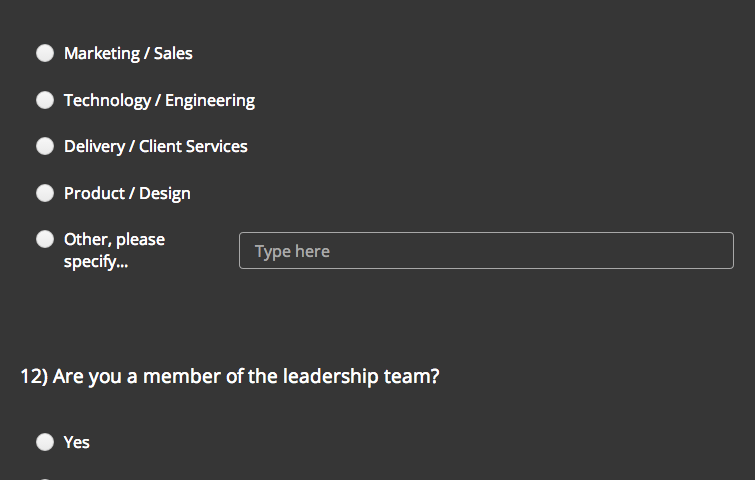 Marketing / Sales
Technology / Engineering
Delivery / Client Services
Product / Design
Other, please
specify...
Type here
12) Are you a member of the leadership team?
Yes